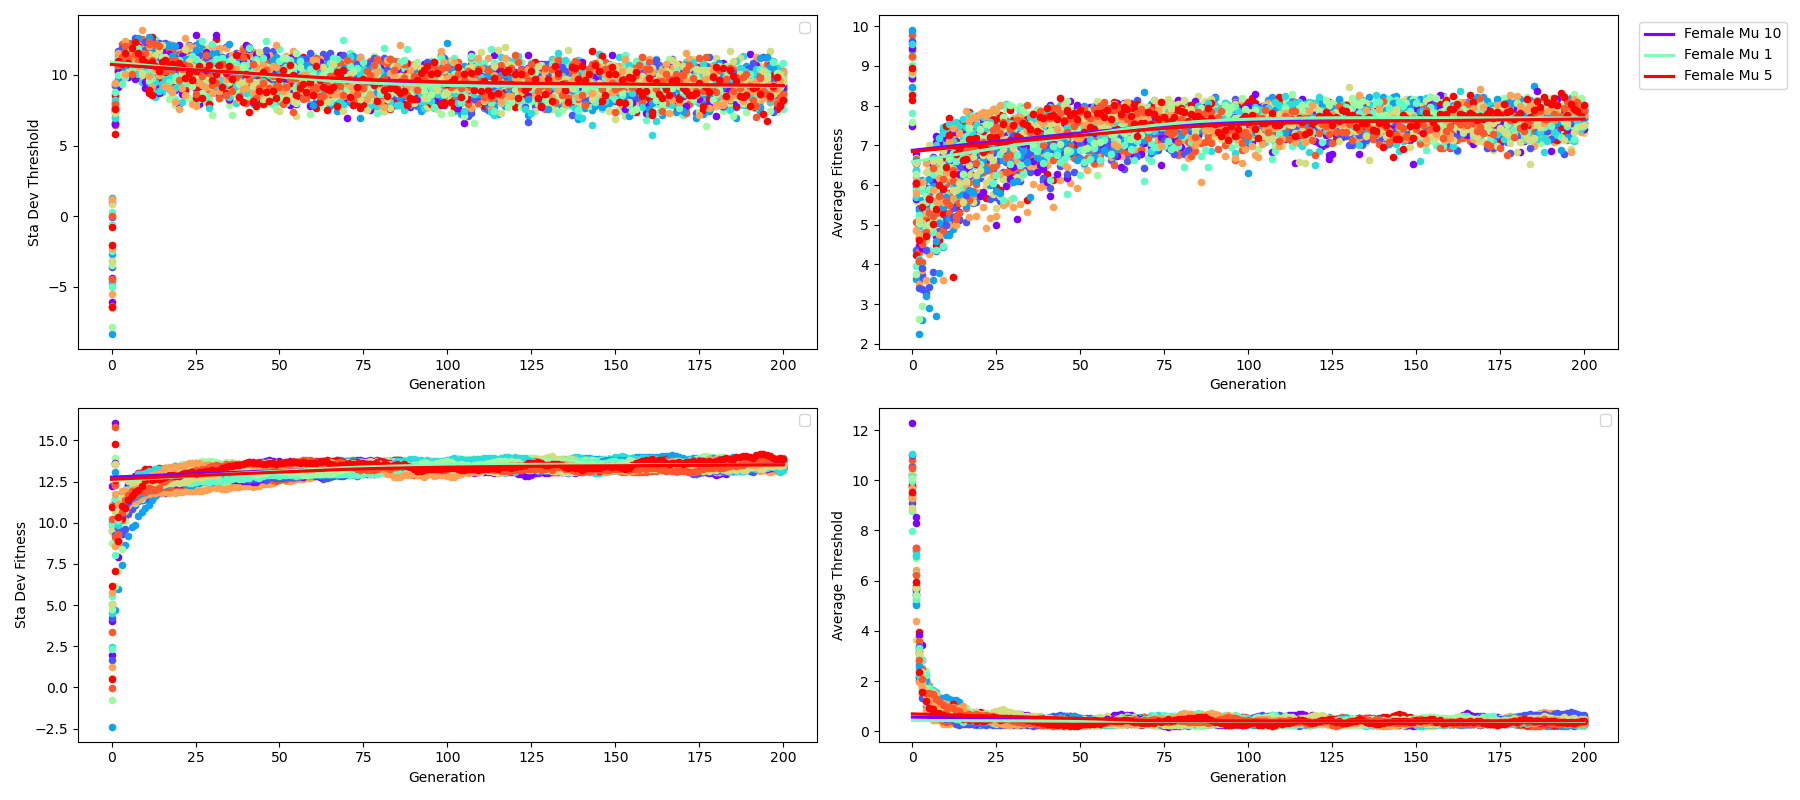 Sta Dev Threshold
10
5
0
−5
0 25 50 75 100 125 150 175 200
Generation
Average Fitness
10
9
8
7
6
5
4
3
2
0 25 50 75 100 125 150 175 200
Generation
Female Mu 10
Female Mu 1
Female Mu 5
Sta Dev Fitness
15.0
12.5
10.0
7.5
5.0
2.5
0.0
−2.5
0 25 50 75 100 125 150 175 200
Generation
Average Threshold
12
10
8
6
4
2
0
0 25 50 75 100 125 150 175 200
Generation